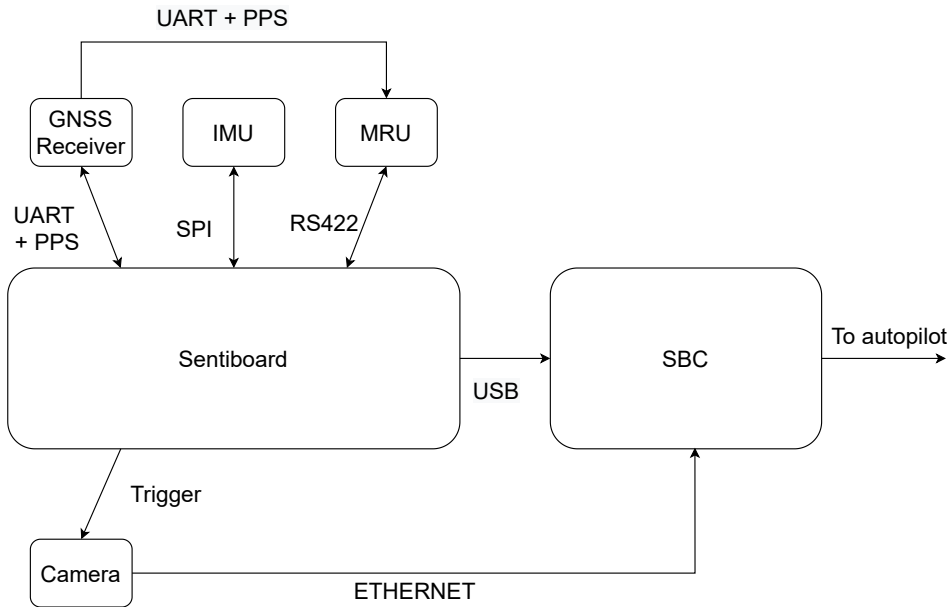 UART + PPS
GNSS
Receiver
IMU
MRU
UART
+ PPS
SPI
RS422
Sentiboard
SBC
To autopilot
USB
Trigger
Camera
ETHERNET